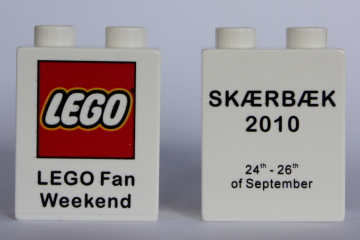 LEGO
LEGO Fan
Weekend
SKÆRBÆK
2010
24th - 26th
of September